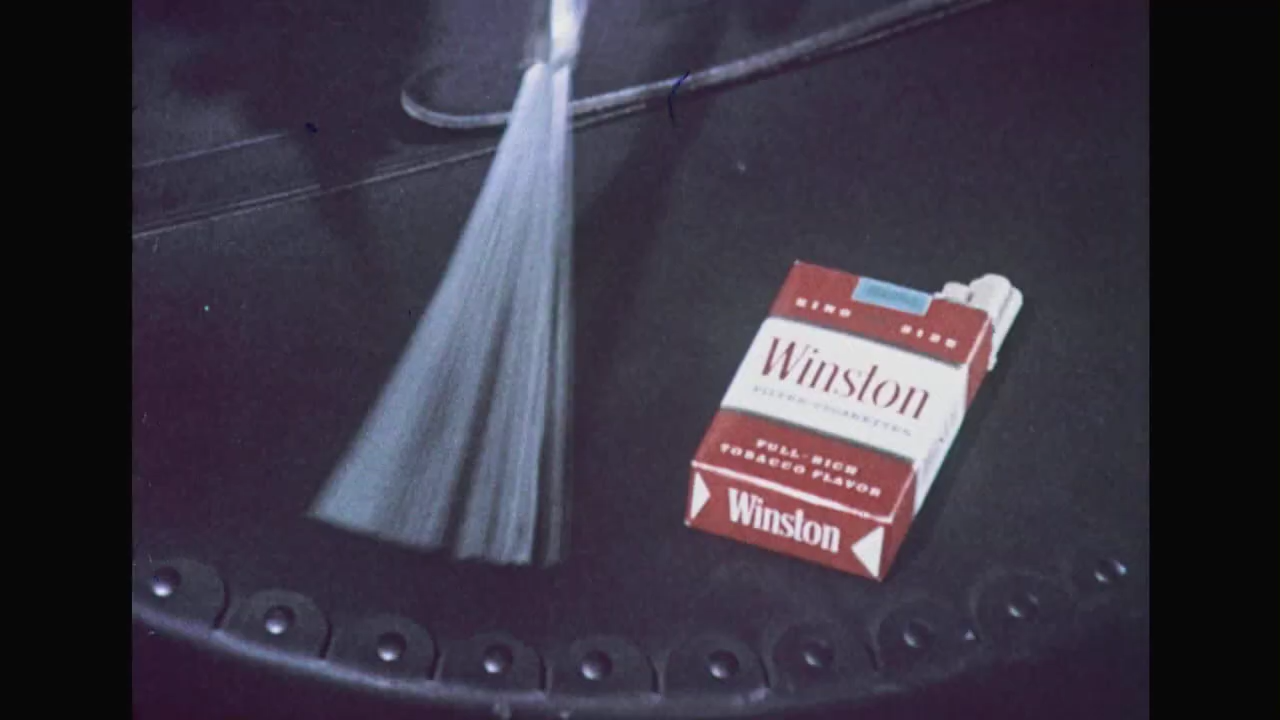 KING SIZE
Winston
FILTER-CIGARETTES
FULL-RICH
TOBACCO FLAVOR
Winston